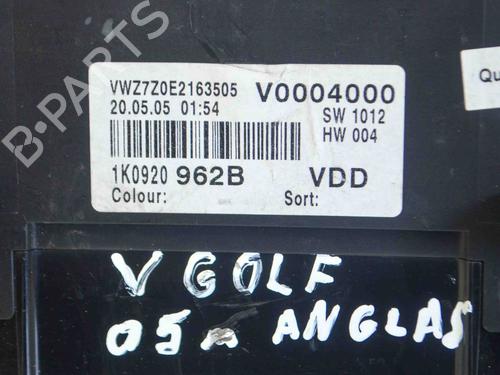 B-PARTS
VWZ7Z0E2163505 V0004000
20.05.05 01:54 SW 1012
HW 004
1K0920 962B VDD
Colour: Sort:
Qu
V GOLF
05 ANGLAS